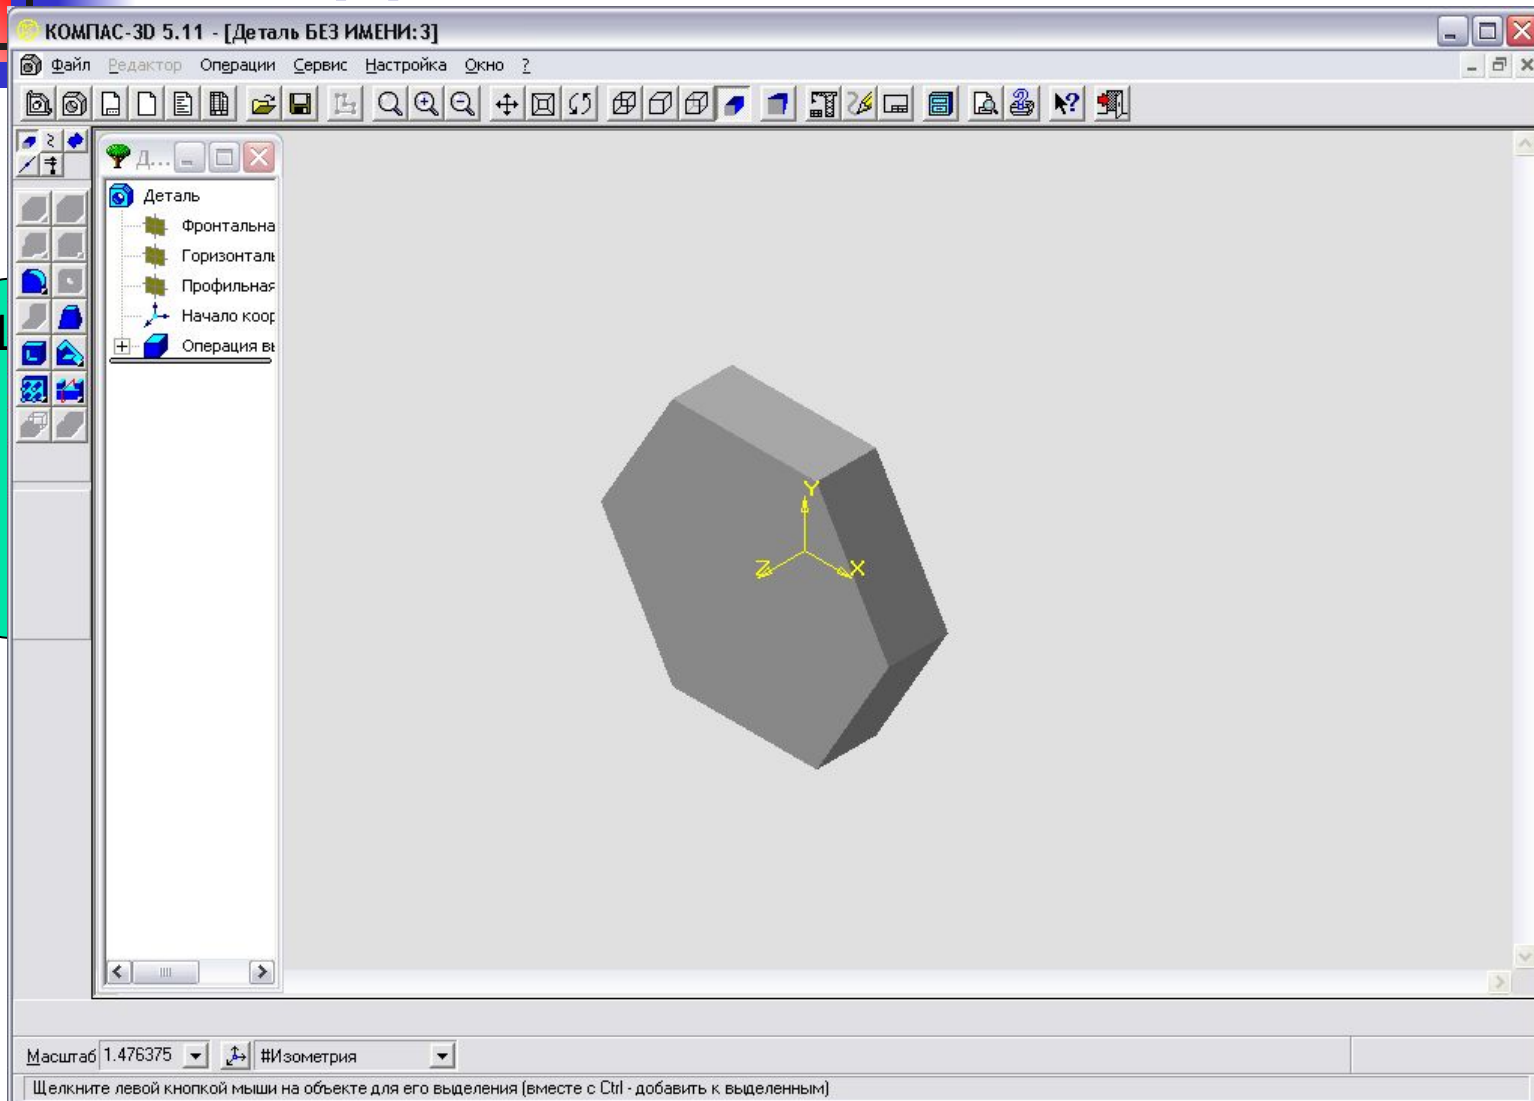 КОМПАС-3D 5.11 - [Деталь БЕЗ ИМЕНИ:3]
Файл Редактор Операции Сервис Настройка Окно ?
Д...
Деталь
Фронтальна
Горизонталь
Профильная
Начало коор
Операция вы
Y
Z X
Масштаб 1.476375 #Изометрия
Щелкните левой кнопкой мыши на объекте для его выделения (вместе с Ctrl - добавить к выделенным)